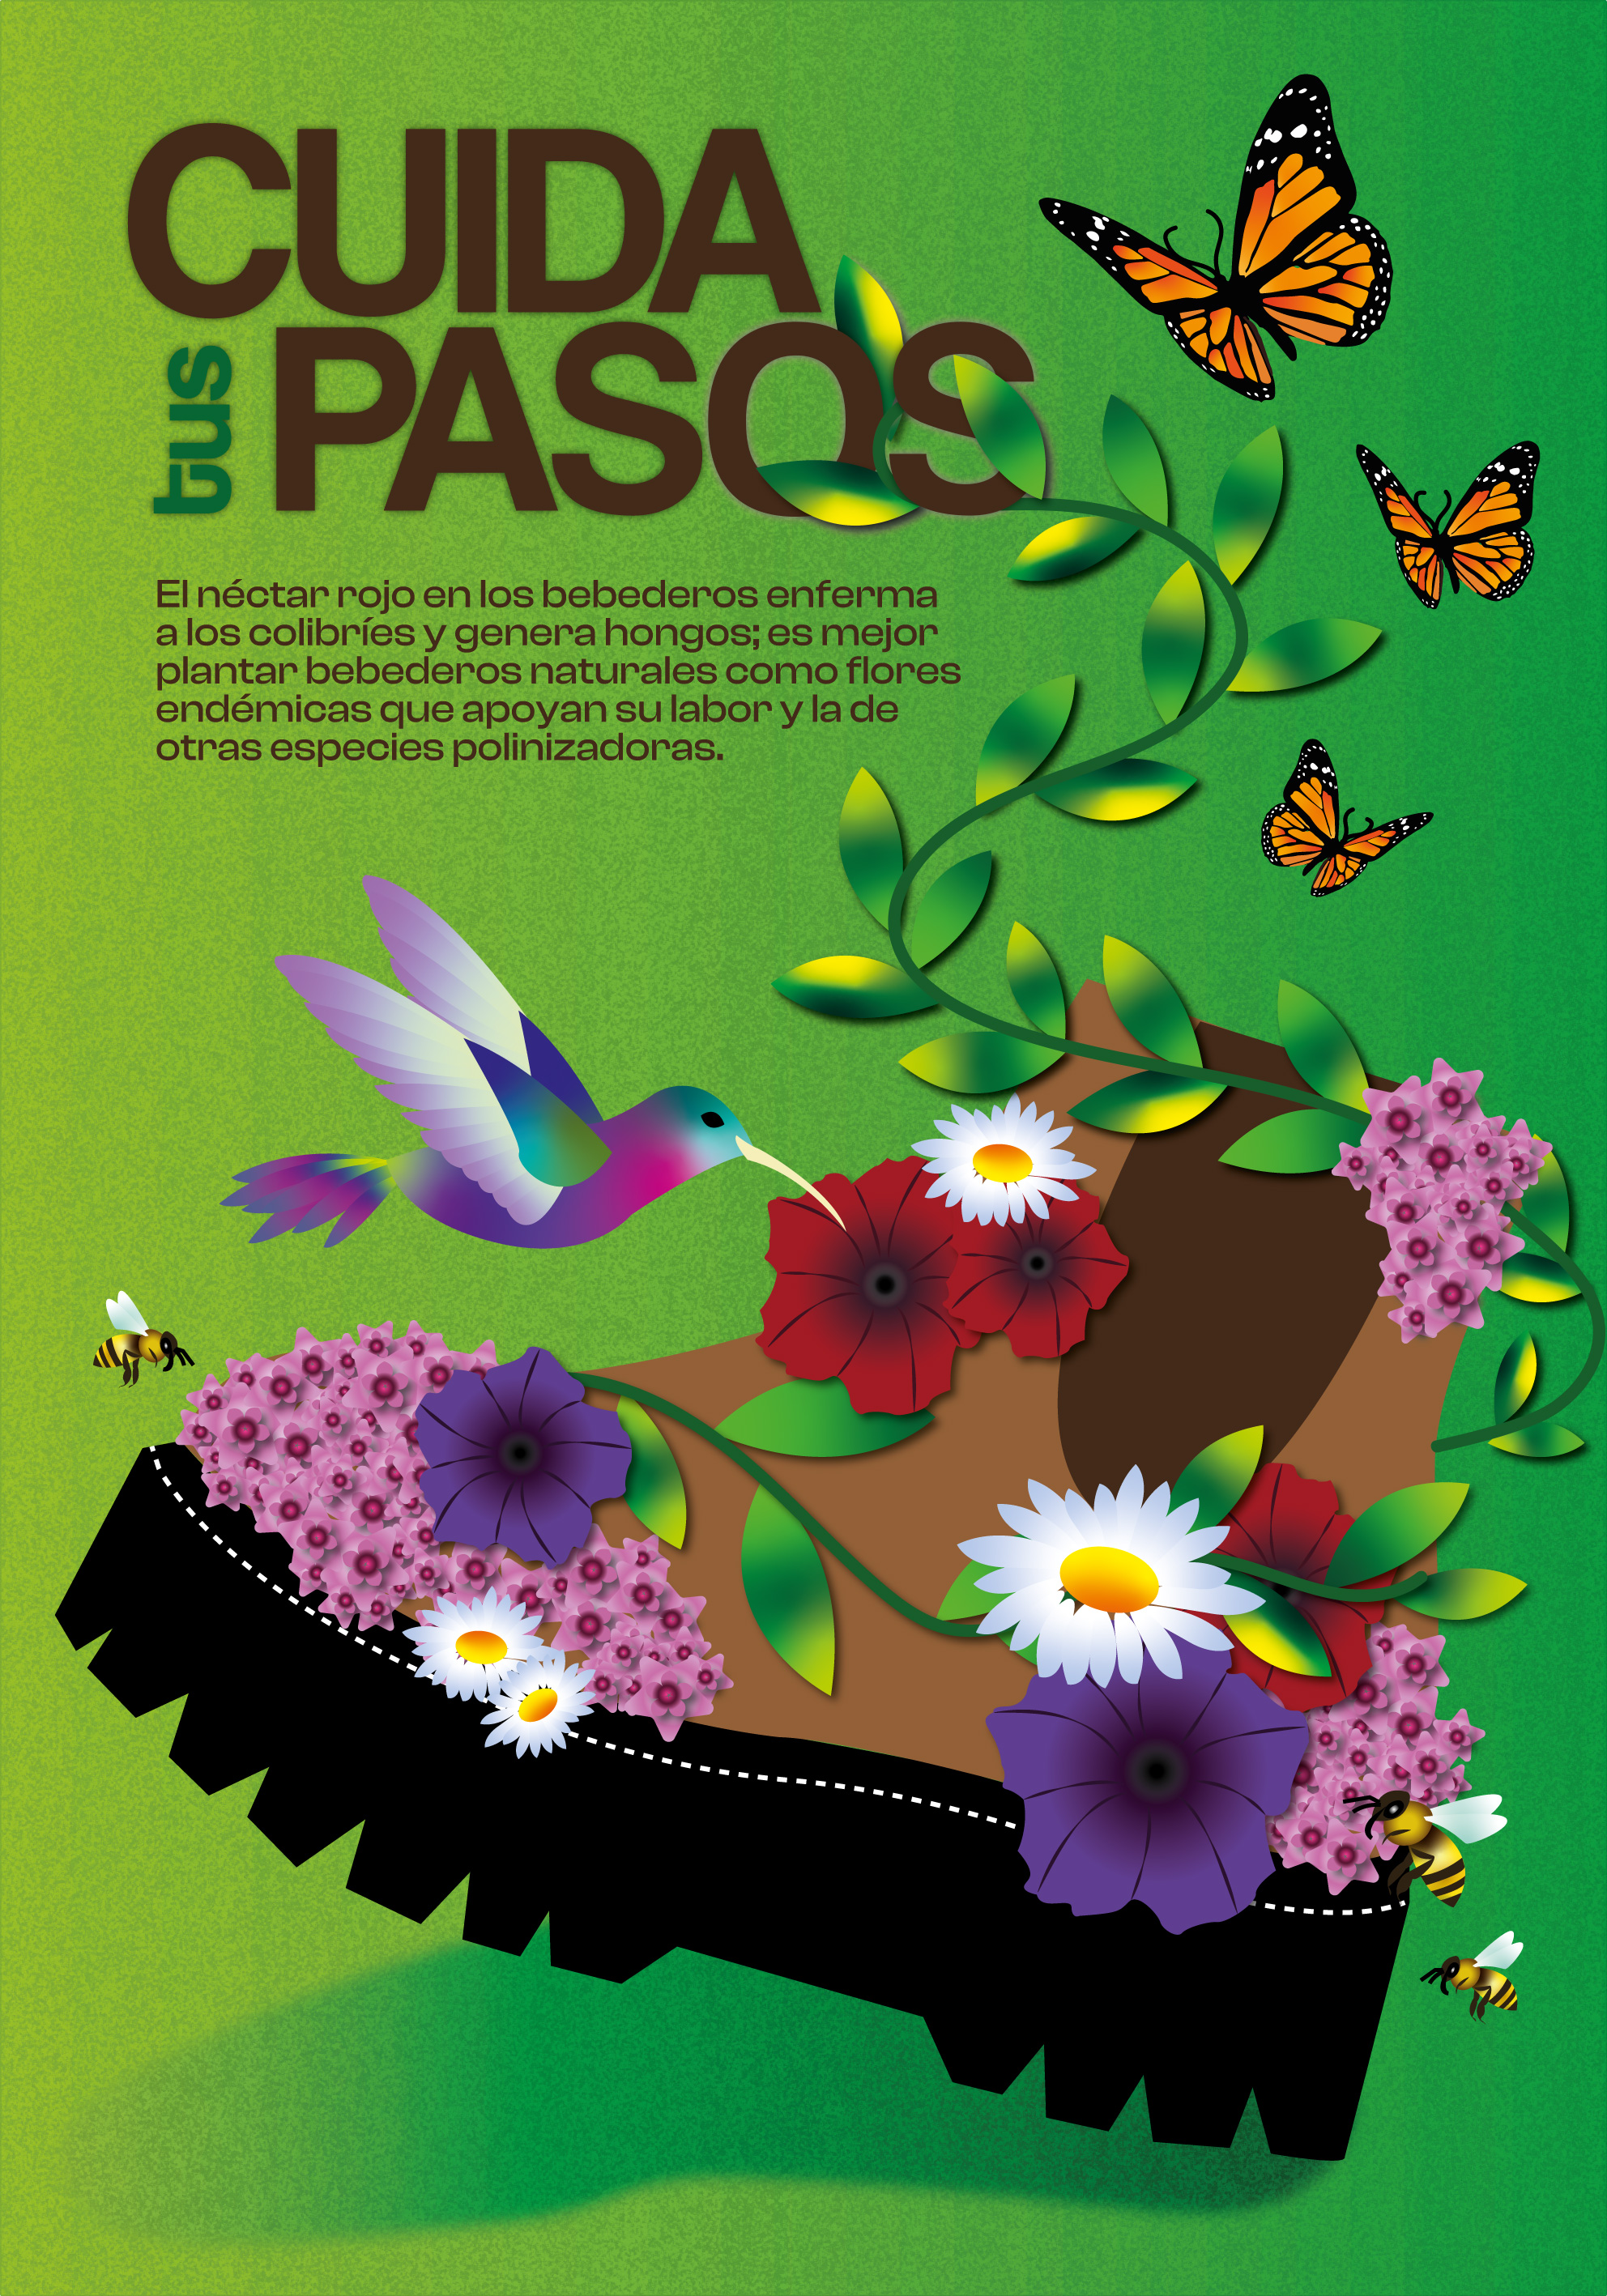 CUIDA
tus PASOS
El néctar rojo en los bebederos enferma
a los colibríes y genera hongos; es mejor
plantar bebederos naturales como flores
endémicas que apoyan su labor y la de
otras especies polinizadoras.